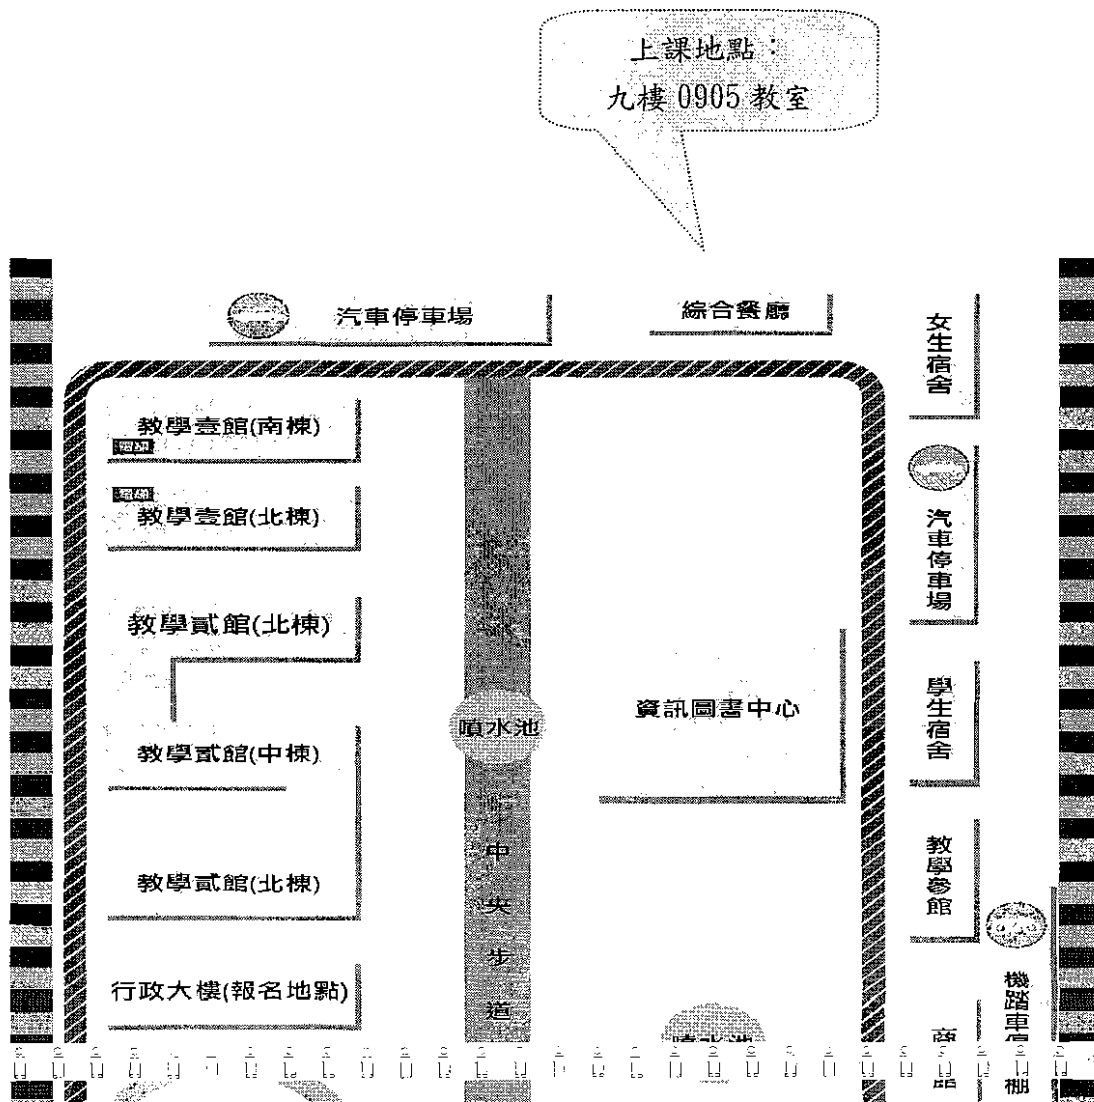 上課地點：
九樓 0905 教室
汽車停車場
綜合餐廳
女生宿舍
教學壹館(南棟)
教學壹館(北棟)
汽車停車場
教學貳館(北棟)
學生宿舍
資訊圖書中心
噴水池
教學貳館(中棟)
中央步道
教學參館
教學貳館(北棟)
行政大樓(報名地點)